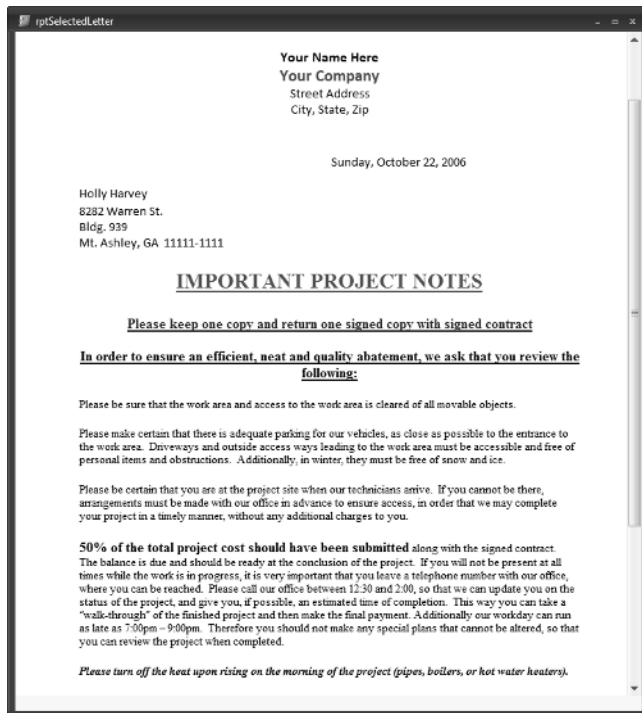 rptSelectedLetter
Your Name Here
Your Company
Street Address
City, State, Zip
Sunday, October 22, 2006
Holly Harvey
8282 Warren St.
Bldg. 939
Mt. Ashley, GA 11111-1111
IMPORTANT PROJECT NOTES
Please keep one copy and return one signed copy with signed contract
In order to ensure an efficient, neat and quality abatement, we ask that you review the
following:
Please be sure that the work area and access to the work area is cleared of all movable objects.
Please make certain that there is adequate parking for our vehicles, as close as possible to the entrance to
the work area. Driveways and outside access ways leading to the work area must be accessible and free of
personal items and obstructions. Additionally, in winter, they must be free of snow and ice.
Please be certain that you are at the project site when our technicians arrive. If you cannot be there,
arrangements must be made with our office in advance to ensure access, in order that we may complete
your project in a timely manner, without any additional charges to you.
50% of the total project cost should have been submitted along with the signed contract.
The balance is due and should be ready at the conclusion of the project. If you will not be present at all
times while the work is in progress, it is very important that you leave a telephone number with our office,
where you can be reached. Please call our office between 12:30 and 2:00, so that we can update you on the
status of the project, and give you, if possible, an estimated time of completion. This way you can take a
"walk-through" of the finished project and then make the final payment. Additionally our workday can run
as late as 7:00pm – 9:00pm. Therefore you should not make any special plans that cannot be altered, so that
you can review the project when completed.
Please turn off the heat upon rising on the morning of the project (pipes, boilers, or hot water heaters).